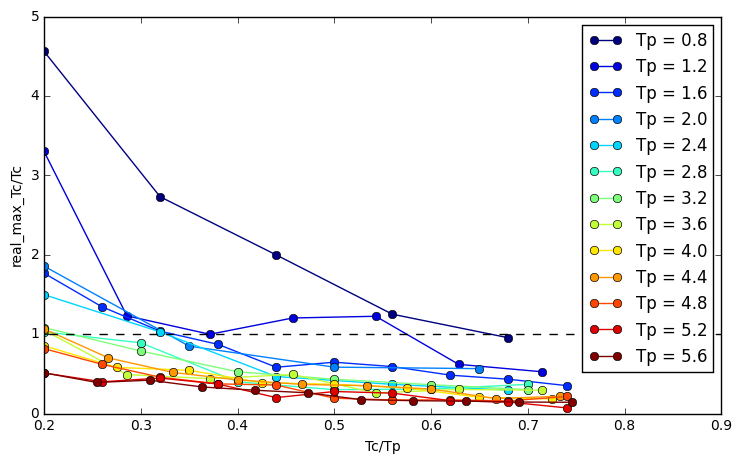 5
4
3
2
1
0
real_max_Tc/Tc
0.2 0.3 0.4 0.5 0.6 0.7 0.8 0.9
Tc/Tp
Tp = 0.8
Tp = 1.2
Tp = 1.6
Tp = 2.0
Tp = 2.4
Tp = 2.8
Tp = 3.2
Tp = 3.6
Tp = 4.0
Tp = 4.4
Tp = 4.8
Tp = 5.2
Tp = 5.6